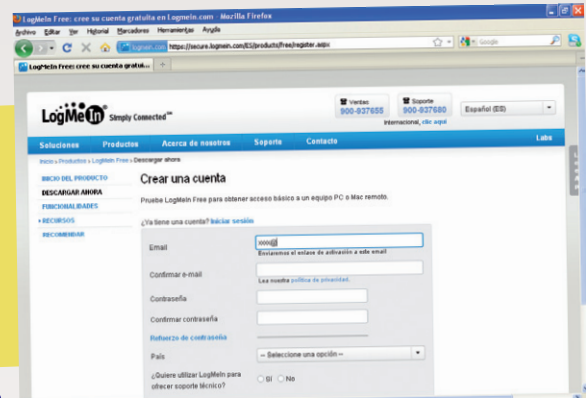 LogMeIn Free: cree su cuenta gratuita en Logmein.com - Mozilla Firefox
Archivo Editar Ver Historial Marcadores Herramientas Ayuda
logmein.com https://secure.logmein.com/ES/products/free/register.aspx
Google
LogMeIn Free: cree su cuenta gratui...
LogMeIn Simply Connected
Ventas
900-937655
Soporte
900-937680
Internacional, clic aquí
Español (ES)
Soluciones Productos Acerca de nosotros Soporte Contacto Labs
Inicio » Productos » LogMeIn Free » Descargar ahora
INICIO DEL PRODUCTO
DESCARGAR AHORA
FUNCIONALIDADES
RECURSOS
RECOMENDAR
Crear una cuenta
Pruebe LogMeIn Free para obtener acceso básico a un equipo PC o Mac remoto.
¿Ya tiene una cuenta? Iniciar sesión
Email
xxxx@
Enviaremos el enlace de activación a este email
Confirmar e-mail
Lea nuestra política de privacidad.
Contraseña
Confirmar contraseña
Refuerzo de contraseña
País
-- Seleccione una opción --
¿Quiere utilizar LogMeIn para
ofrecer soporte técnico?
Sí No